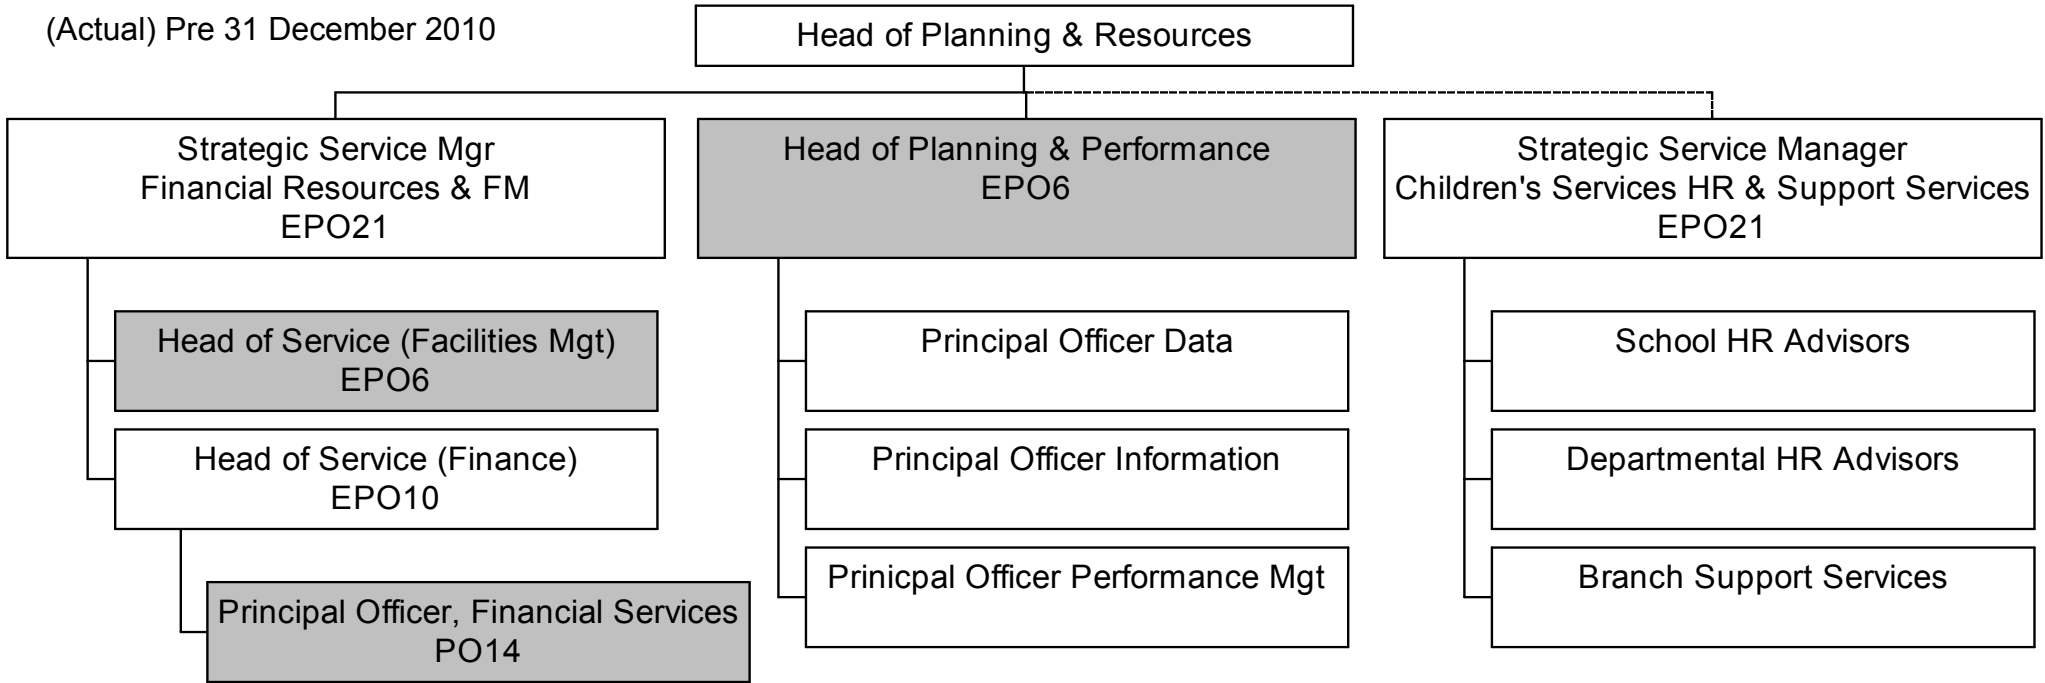 (Actual) Pre 31 December 2010
Head of Planning & Resources
Strategic Service Mgr
Financial Resources & FM
EPO21
Head of Service (Facilities Mgt)
EPO6
Head of Service (Finance)
EPO10
Principal Officer, Financial Services
PO14
Head of Planning & Performance
EPO6
Principal Officer Data
Principal Officer Information
Prinicpal Officer Performance Mgt
Strategic Service Manager
Children's Services HR & Support Services
EPO21
School HR Advisors
Departmental HR Advisors
Branch Support Services